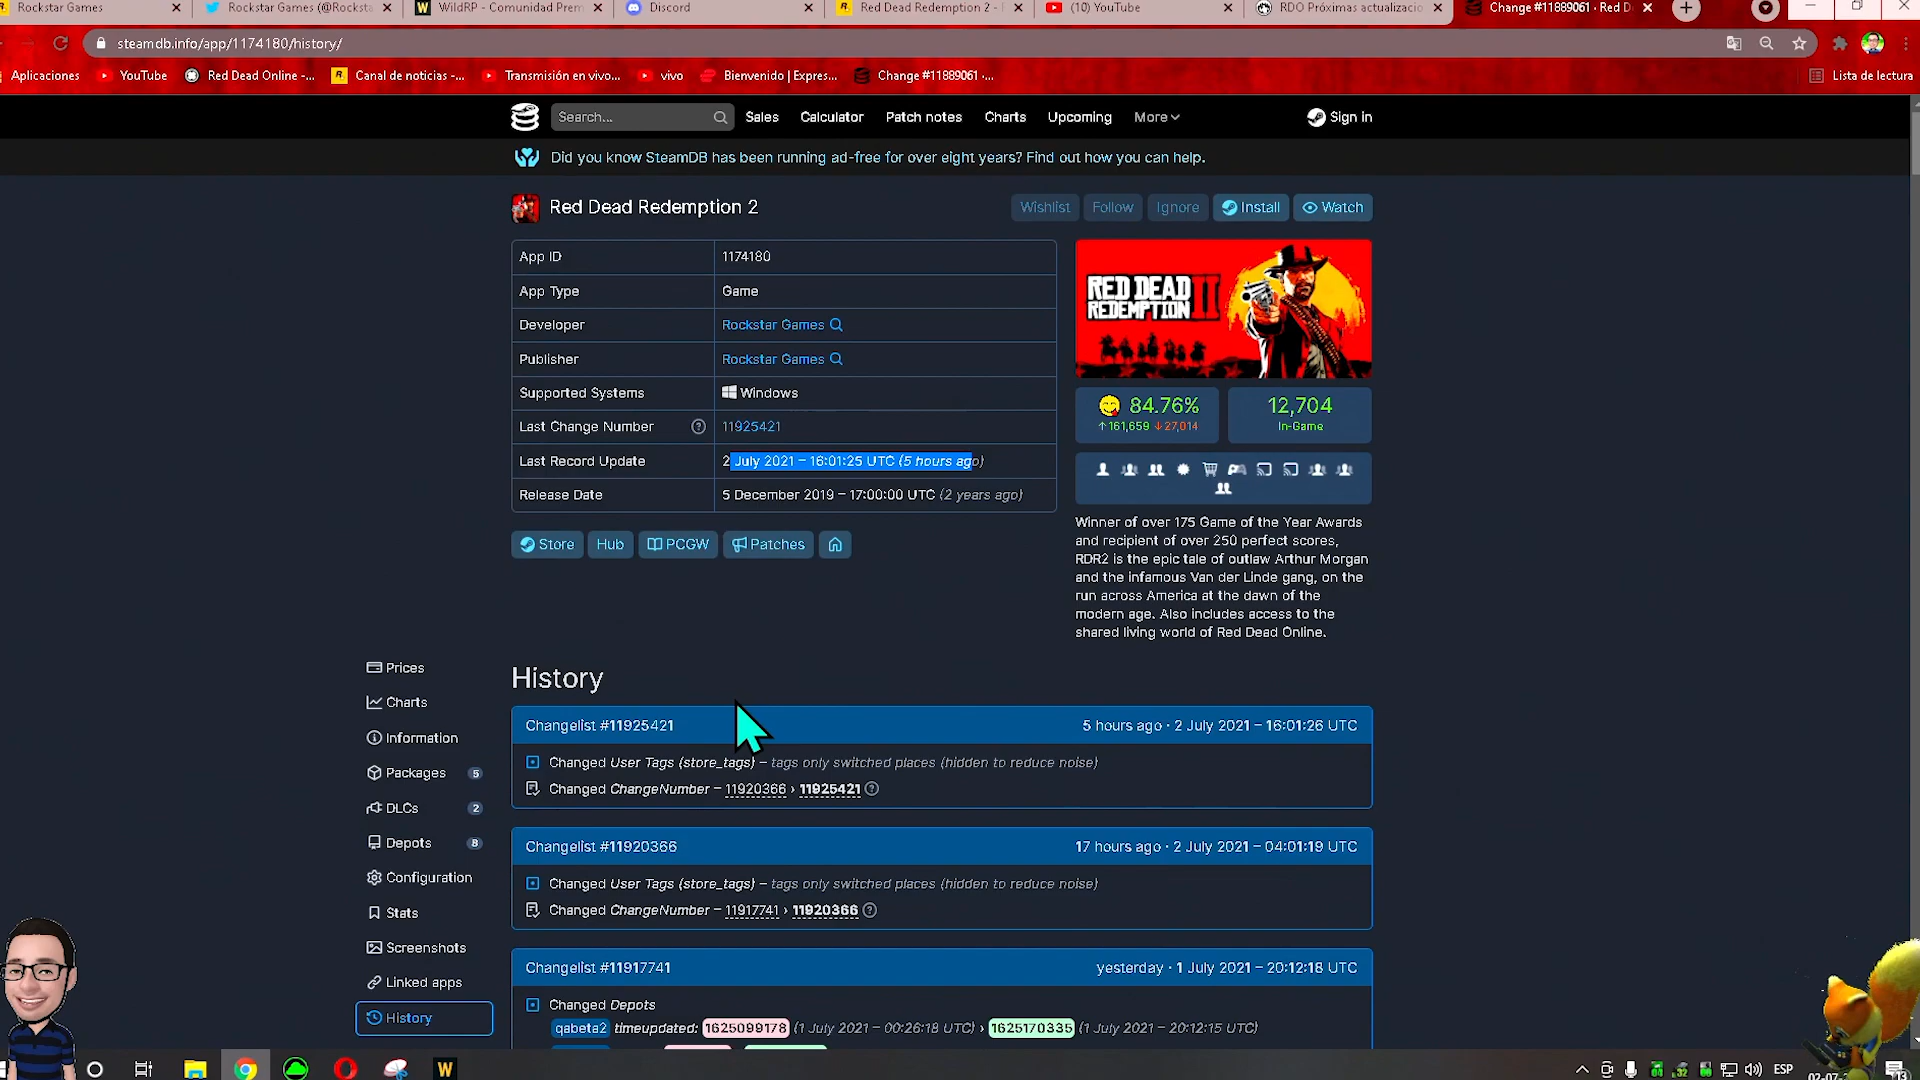 Rockstar Games
Rockstar Games (@Rocksta
WildRP - Comunidad Prem
Discord
Red Dead Redemption 2 -
(10) YouTube
RDO Próximas actualizacio
Change #11889061 · Red D
steamdb.info/app/1174180/history/
Aplicaciones
YouTube
Red Dead Online -...
Canal de noticias -...
Transmisión en vivo...
vivo
Bienvenido | Expres...
Change #11889061 ·...
Lista de lectura
Search...
Sales
Calculator
Patch notes
Charts
Upcoming
More
Sign in
Did you know SteamDB has been running ad-free for over eight years? Find out how you can help.
Red Dead Redemption 2
Wishlist
Follow
Ignore
Install
Watch
App ID 1174180
App Type Game
Developer Rockstar Games
Publisher Rockstar Games
Supported Systems Windows
Last Change Number 11925421
Last Record Update 2 July 2021 – 16:01:25 UTC (5 hours ago)
Release Date 5 December 2019 – 17:00:00 UTC (2 years ago)
RED DEAD
REDEMPTION II
84.76%
↑161,659 ↓27,014
12,704
In-Game
Store
Hub
PCGW
Patches
Winner of over 175 Game of the Year Awards
and recipient of over 250 perfect scores,
RDR2 is the epic tale of outlaw Arthur Morgan
and the infamous Van der Linde gang, on the
run across America at the dawn of the
modern age. Also includes access to the
shared living world of Red Dead Online.
Prices
Charts
Information
Packages 5
DLCs 2
Depots 8
Configuration
Stats
Screenshots
Linked apps
History
History
Changelist #11925421 5 hours ago · 2 July 2021 – 16:01:26 UTC
Changed User Tags (store_tags) – tags only switched places (hidden to reduce noise)
Changed ChangeNumber – 11920366 › 11925421
Changelist #11920366 17 hours ago · 2 July 2021 – 04:01:19 UTC
Changed User Tags (store_tags) – tags only switched places (hidden to reduce noise)
Changed ChangeNumber – 11917741 › 11920366
Changelist #11917741 yesterday · 1 July 2021 – 20:12:18 UTC
Changed Depots
qabeta2 timeupdated: 1625099178 (1 July 2021 – 00:26:18 UTC) › 1625170335 (1 July 2021 – 20:12:15 UTC)
W
ESP